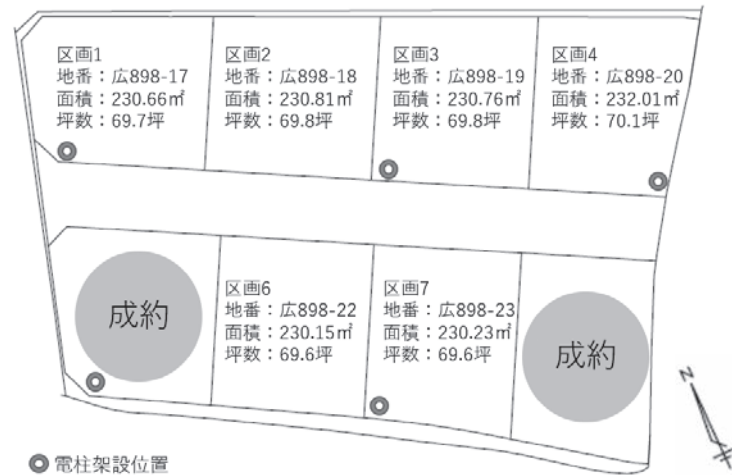 区画1
地番：広898-17
面積：230.66㎡
坪数：69.7坪
区画2
地番：広898-18
面積：230.81㎡
坪数：69.8坪
区画3
地番：広898-19
面積：230.76㎡
坪数：69.8坪
区画4
地番：広898-20
面積：232.01㎡
坪数：70.1坪
成約
区画6
地番：広898-22
面積：230.15㎡
坪数：69.6坪
区画7
地番：広898-23
面積：230.23㎡
坪数：69.6坪
成約
N
電柱架設位置